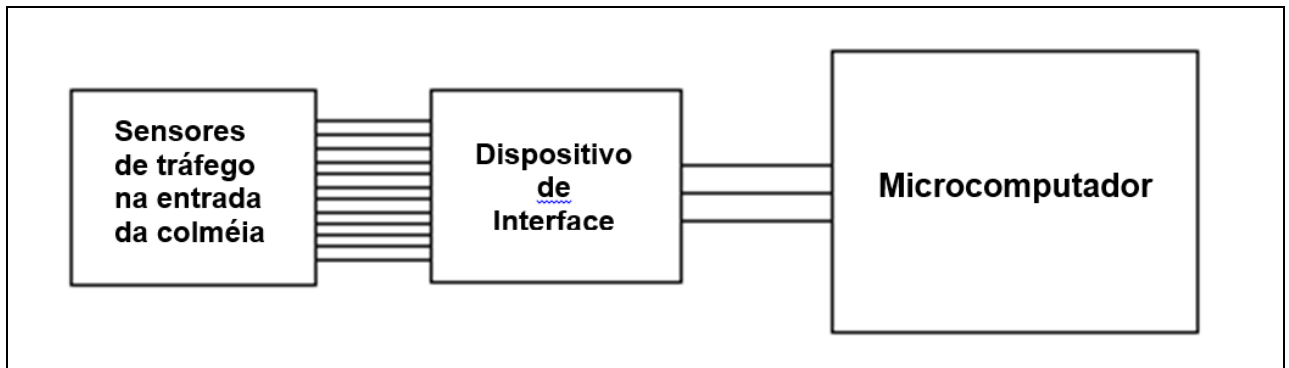 Sensores
de tráfego
na entrada
da colméia
Dispositivo
de
Interface
Microcomputador